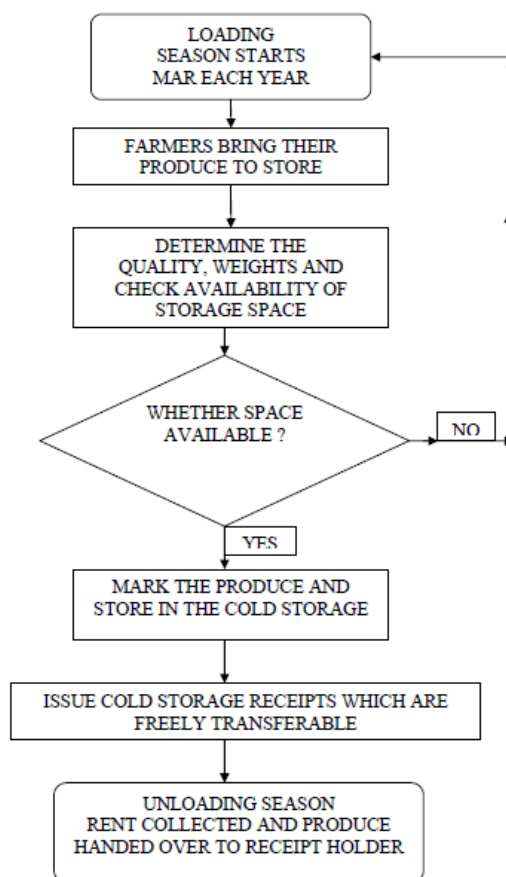 LOADING
SEASON STARTS
MAR EACH YEAR
FARMERS BRING THEIR
PRODUCE TO STORE
DETERMINE THE
QUALITY, WEIGHTS AND
CHECK AVAILABILITY OF
STORAGE SPACE
WHETHER SPACE
AVAILABLE ?
NO
YES
MARK THE PRODUCE AND
STORE IN THE COLD STORAGE
ISSUE COLD STORAGE RECEIPTS WHICH ARE
FREELY TRANSFERABLE
UNLOADING SEASON
RENT COLLECTED AND PRODUCE
HANDED OVER TO RECEIPT HOLDER